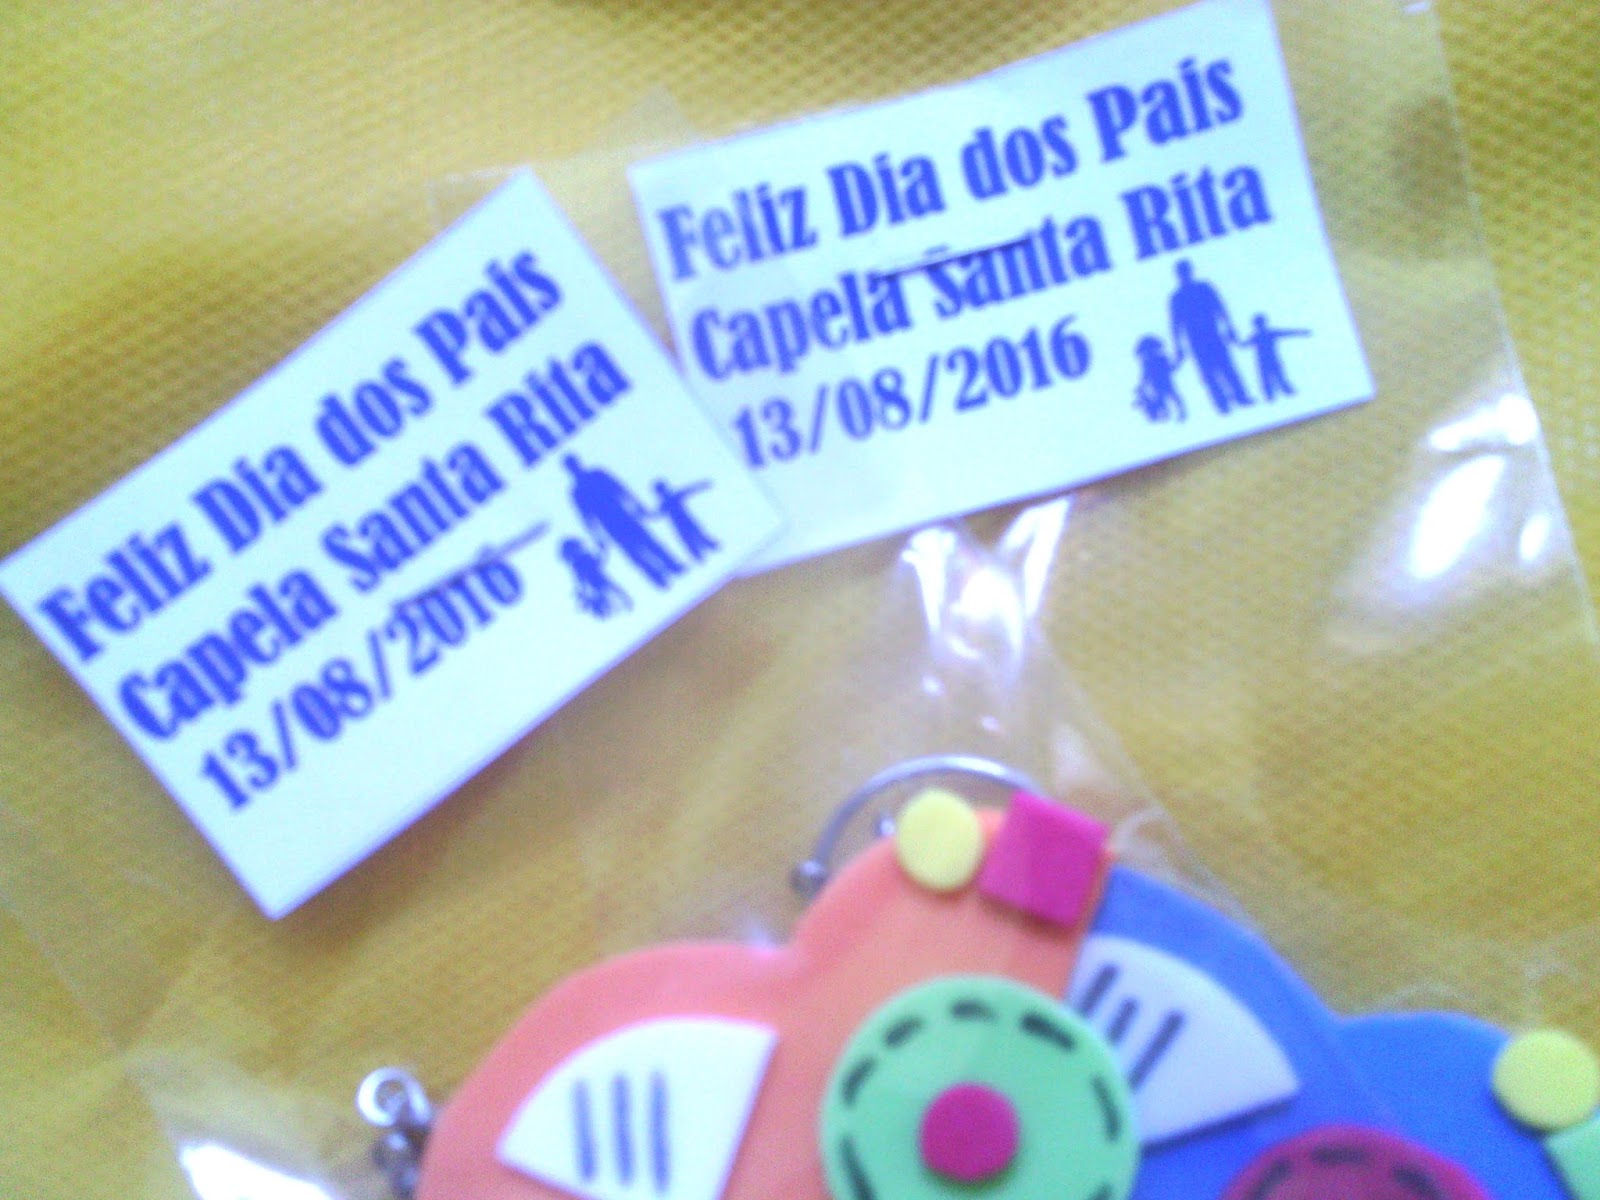 Feliz Dia dos Pais
Capela Santa Rita
13/08/2016
Feliz Dia dos Pais
Capela Santa Rita
13/08/2016